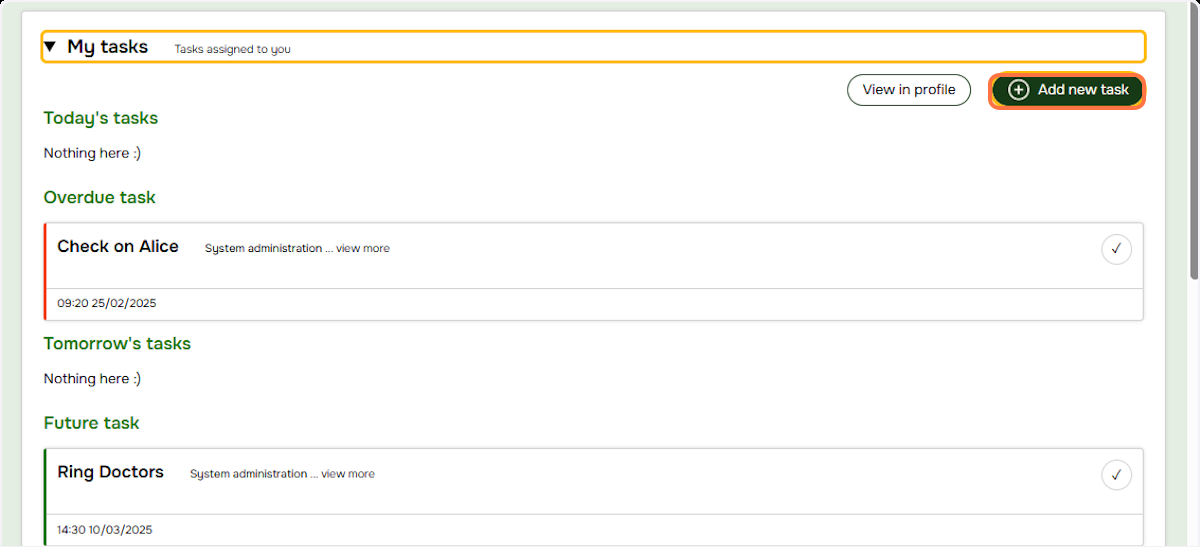 My tasks Tasks assigned to you
View in profile Add new task
Today's tasks
Nothing here :)
Overdue task
Check on Alice System administration ... view more
09:20 25/02/2025
Tomorrow's tasks
Nothing here :)
Future task
Ring Doctors System administration ... view more
14:30 10/03/2025